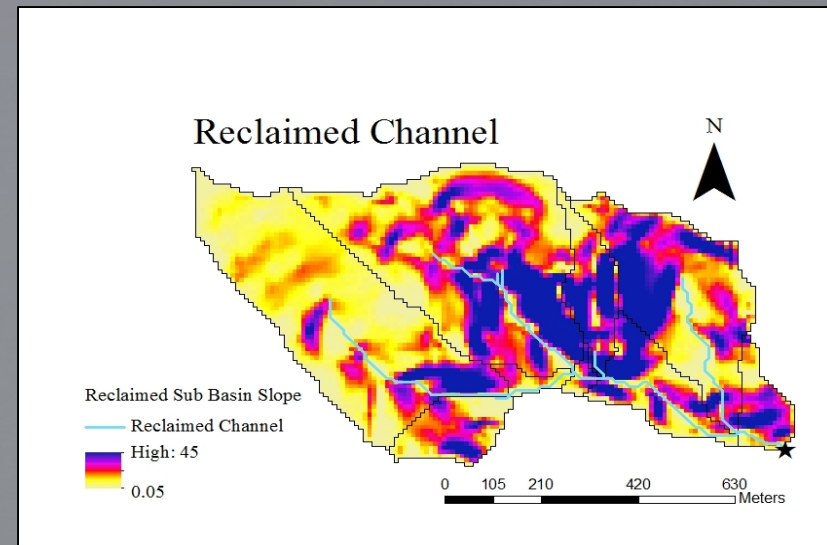 Reclaimed Channel
N
Reclaimed Sub Basin Slope
Reclaimed Channel
High: 45
0.05
0 105 210 420 630
Meters